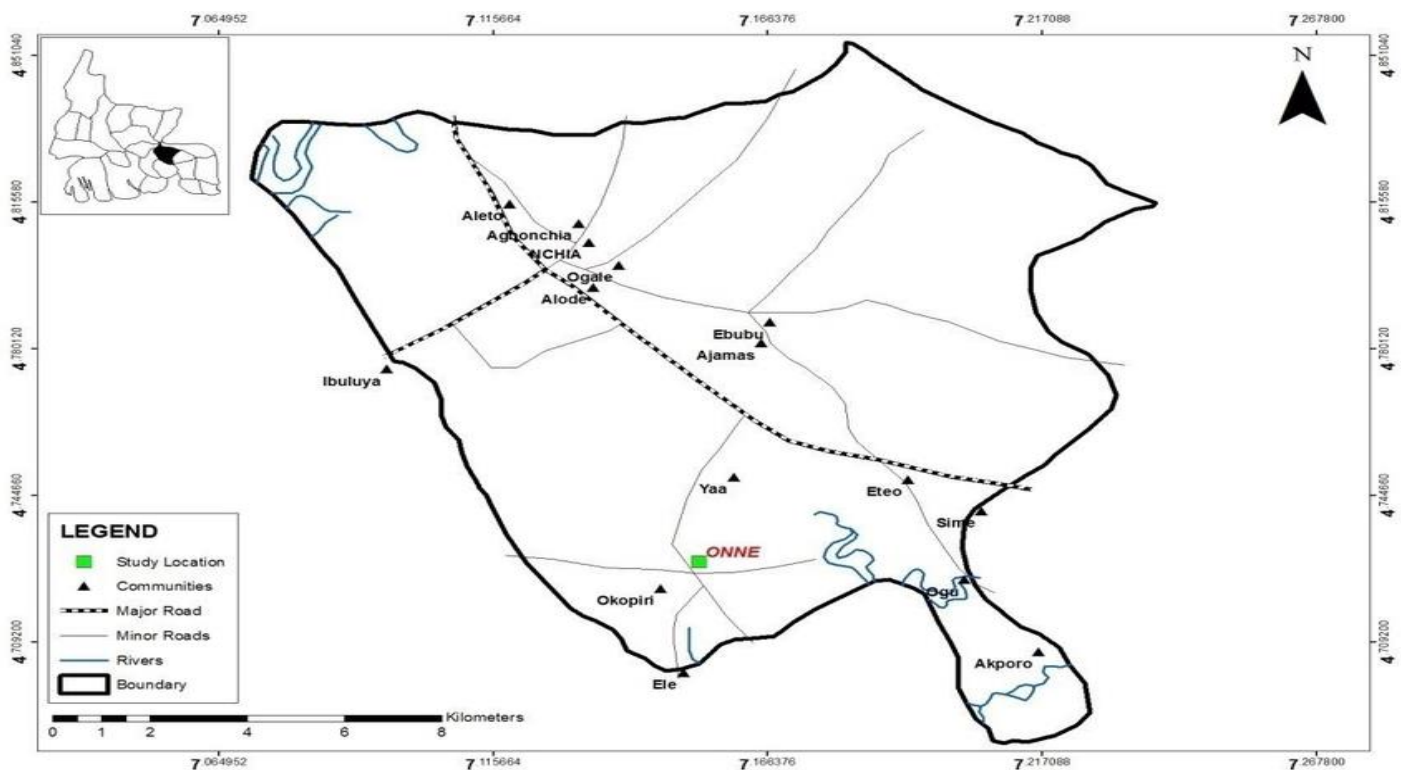 7.064952 7.115664 7.166376 7.217088 7.267800
4.851040 4.851040
N
4.815580 4.815580
Aleto
Agbonchia
NCHIA
Ogale
Alode
Ebubu
4.780120 4.780120
Ajamas
Ibuluya
Yaa
Eteo
4.744660 4.744660
Sime
ONNE
Okopiri
Ogu
4.709200 4.709200
Akporo
Ele
LEGEND
Study Location
Communities
Major Road
Minor Roads
Rivers
Boundary
Kilometers
0 1 2 4 6 8
7.064952 7.115664 7.166376 7.217088 7.267800